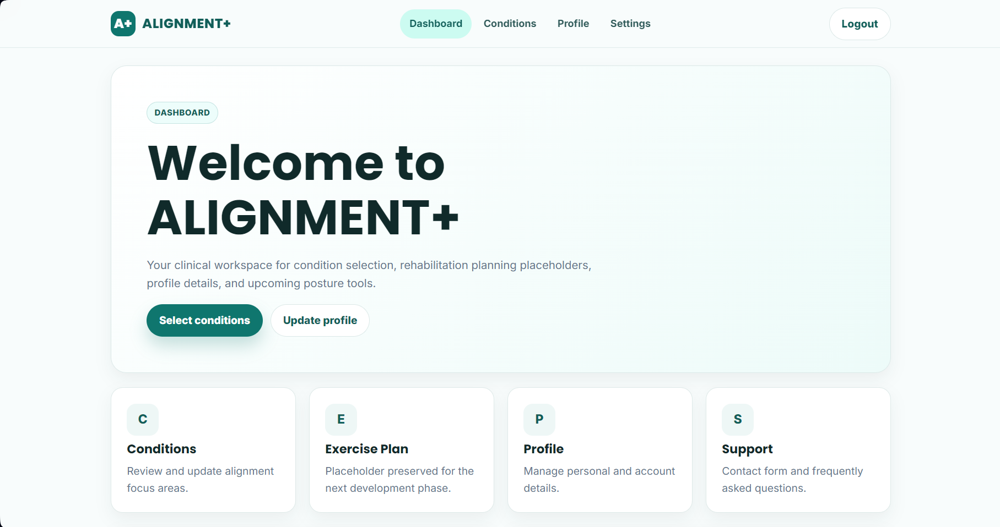 A+ ALIGNMENT+ Dashboard Conditions Profile Settings Logout
DASHBOARD
Welcome to
ALIGNMENT+
Your clinical workspace for condition selection, rehabilitation planning placeholders,
profile details, and upcoming posture tools.
Select conditions Update profile
C
Conditions
Review and update alignment
focus areas.
E
Exercise Plan
Placeholder preserved for the
next development phase.
P
Profile
Manage personal and account
details.
S
Support
Contact form and frequently
asked questions.